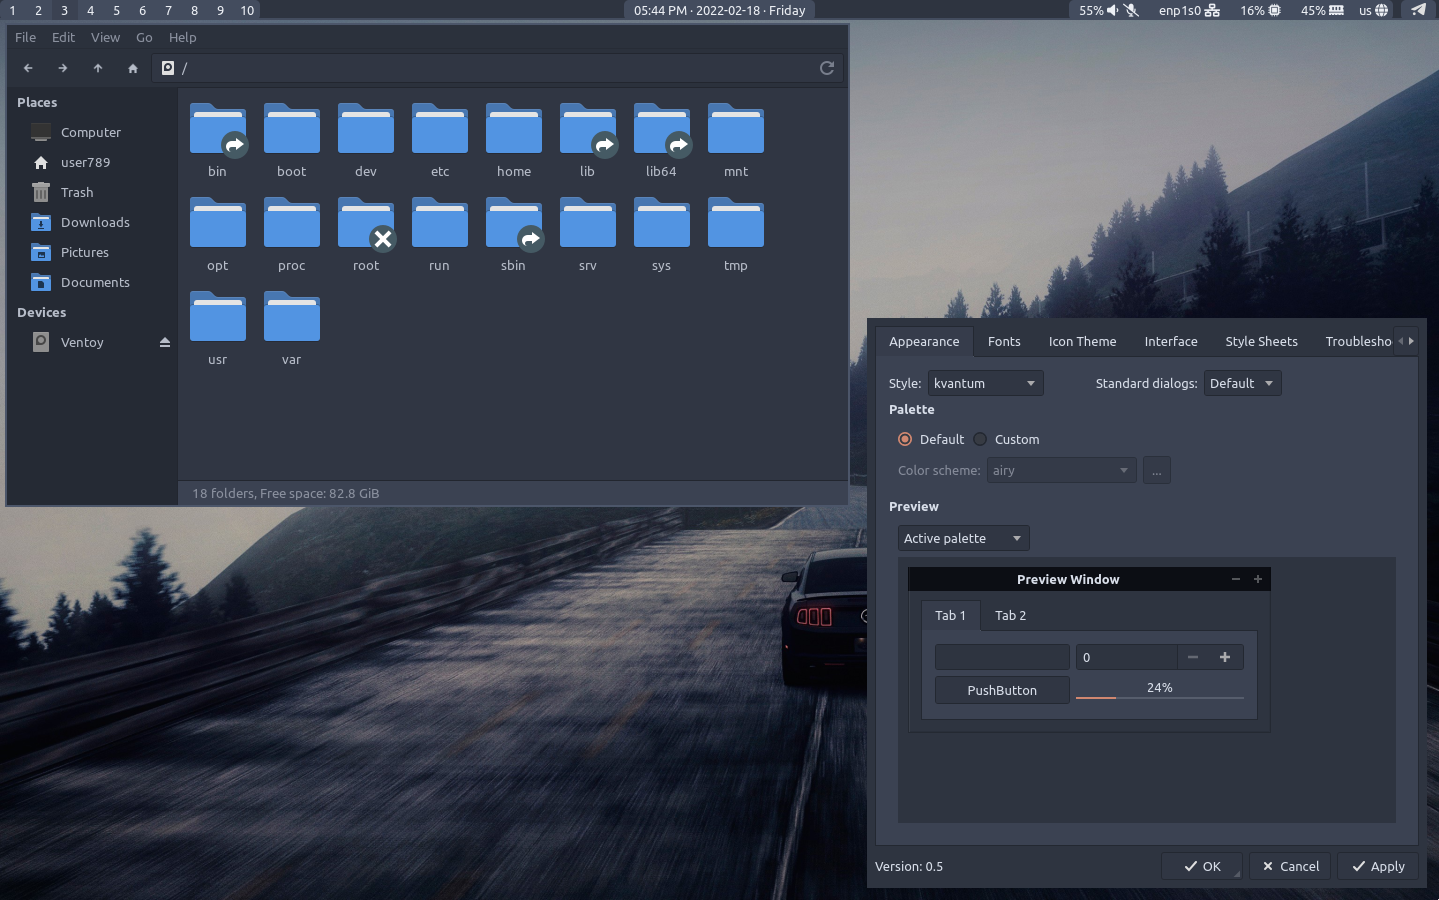 1 2 3 4 5 6 7 8 9 10
05:44 PM · 2022-02-18 · Friday
55% enp1s0 16% 45% us
File Edit View Go Help
/
Places
Computer
user789
Trash
Downloads
Pictures
Documents
Devices
Ventoy
bin boot dev etc home lib lib64 mnt
opt proc root run sbin srv sys tmp
usr var
18 folders, Free space: 82.8 GiB
Appearance Fonts Icon Theme Interface Style Sheets Troublesho
Style: kvantum Standard dialogs: Default
Palette
Default Custom
Color scheme: airy ...
Preview
Active palette
Preview Window
Tab 1 Tab 2
0
PushButton 24%
Version: 0.5 OK Cancel Apply